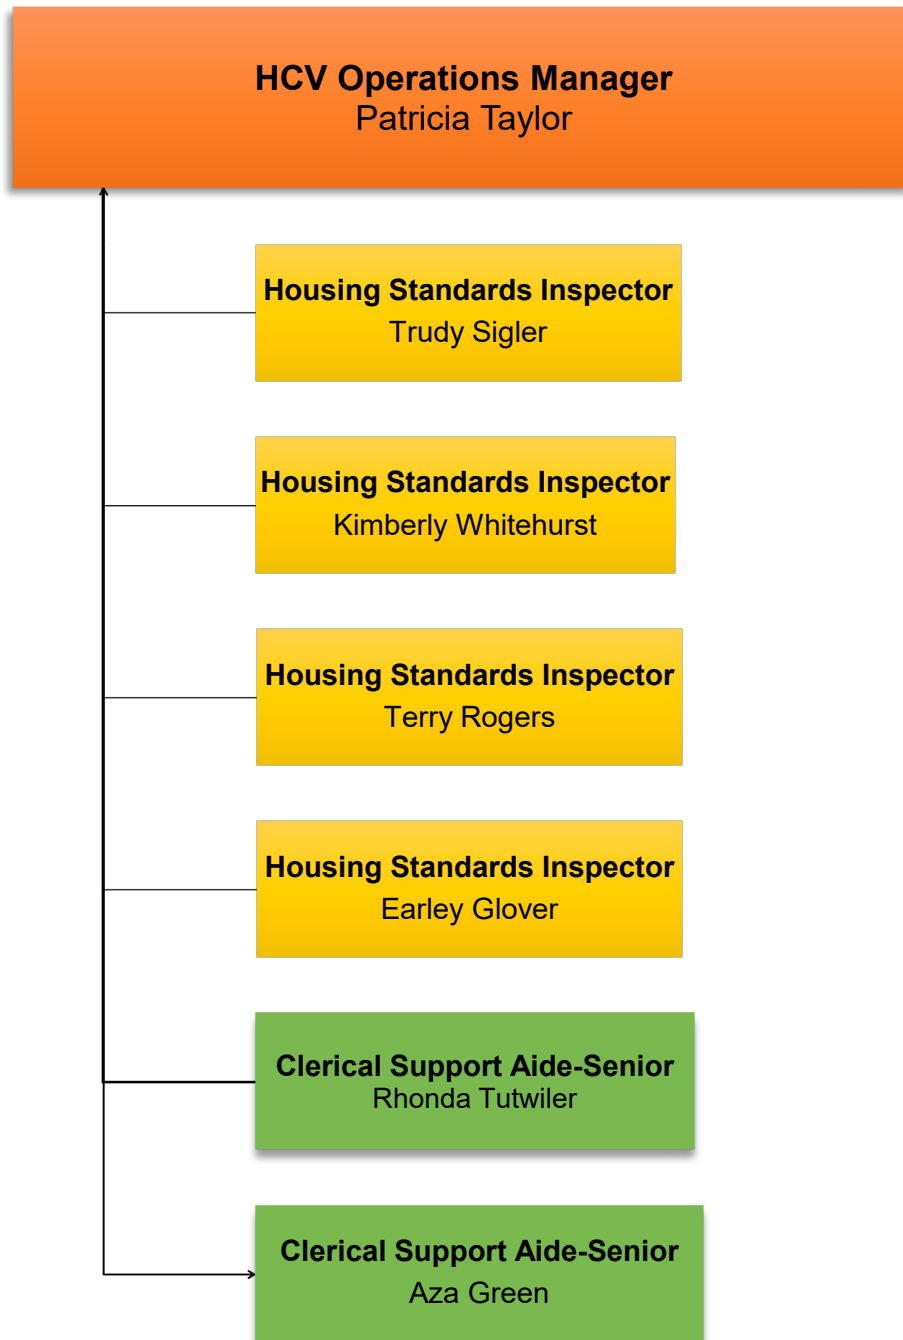 HCV Operations Manager
Patricia Taylor
Housing Standards Inspector
Trudy Sigler
Housing Standards Inspector
Kimberly Whitehurst
Housing Standards Inspector
Terry Rogers
Housing Standards Inspector
Earley Glover
Clerical Support Aide-Senior
Rhonda Tutwiler
Clerical Support Aide-Senior
Aza Green